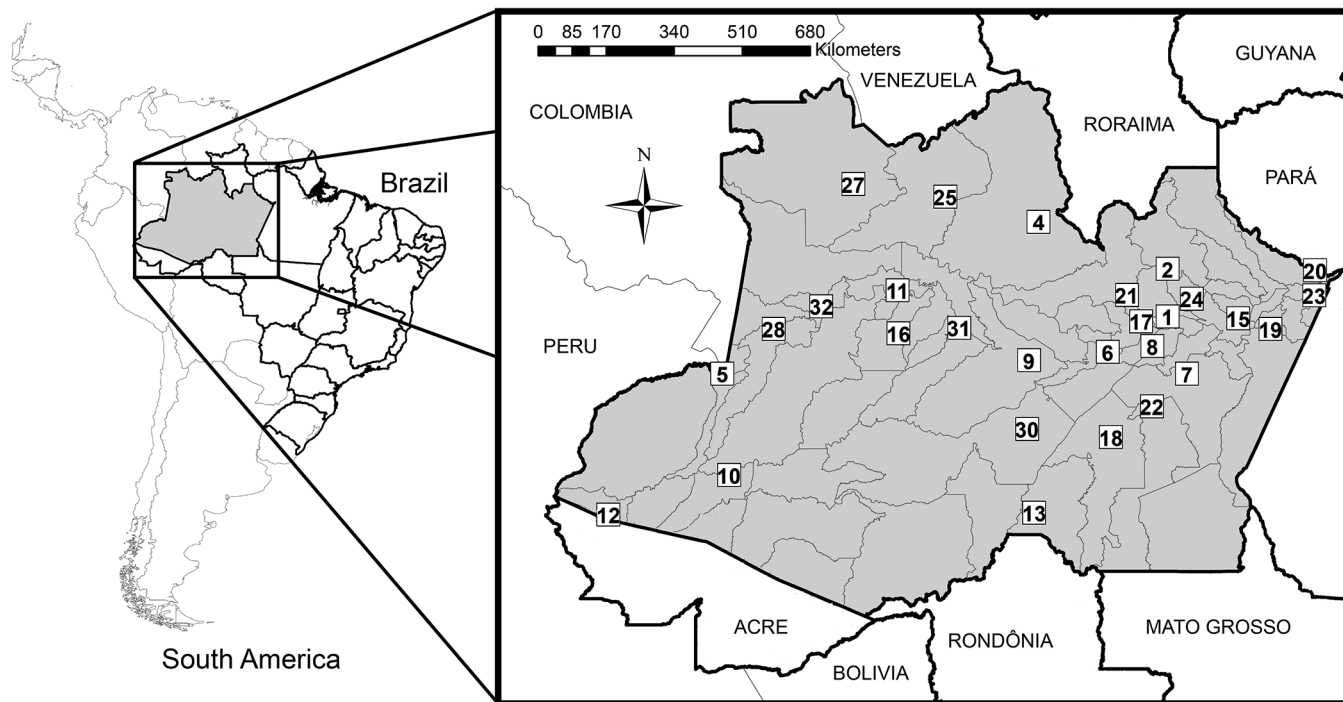 0 85 170 340 510 680
Kilometers
GUYANA
VENEZUELA
COLOMBIA
RORAIMA
N
PARÁ
Brazil
27
25
4
2
20
11
21
24
23
32
1
15
17
28
16
31
19
PERU
8
6
9
5
7
22
30
18
10
12
13
ACRE
RONDÔNIA
MATO GROSSO
BOLIVIA
South America